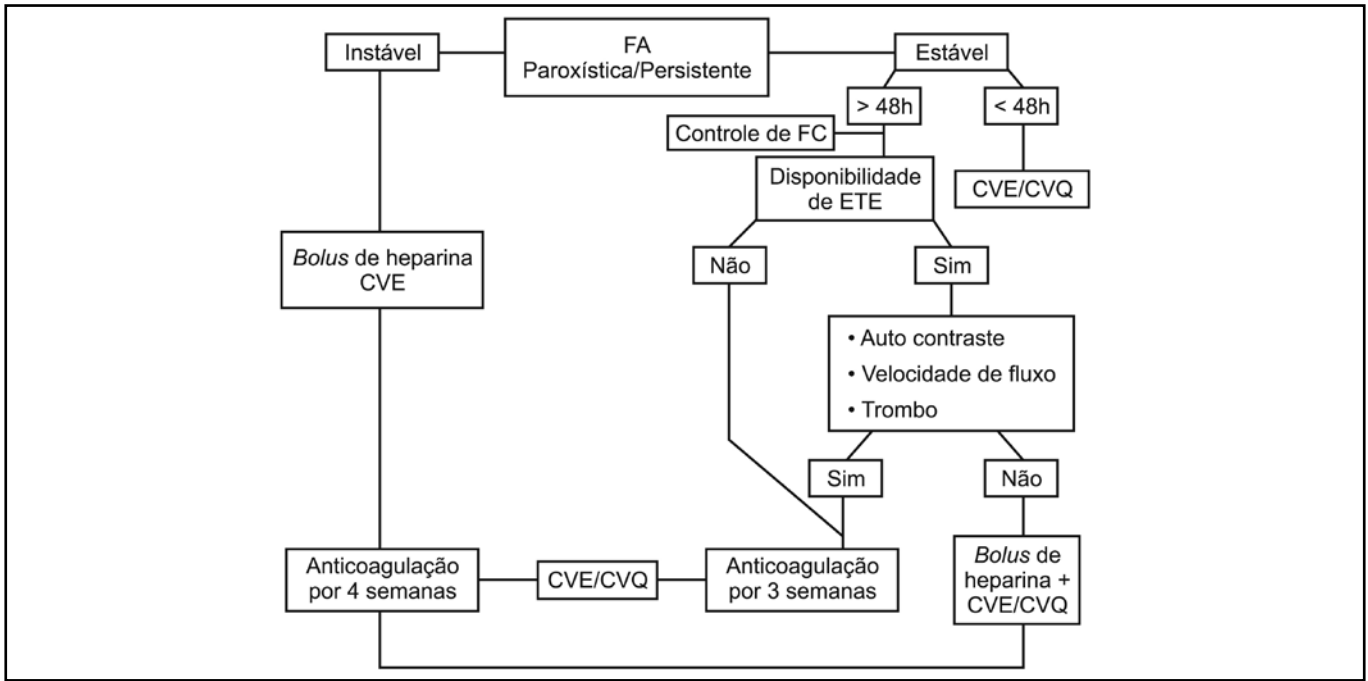 Instável
FA
Paroxística/Persistente
Estável
> 48h
< 48h
Controle de FC
Disponibilidade
de ETE
CVE/CVQ
Bolus de heparina
CVE
Não
Sim
• Auto contraste
• Velocidade de fluxo
• Trombo
Sim
Não
Anticoagulação
por 4 semanas
CVE/CVQ
Anticoagulação
por 3 semanas
Bolus de
heparina +
CVE/CVQ